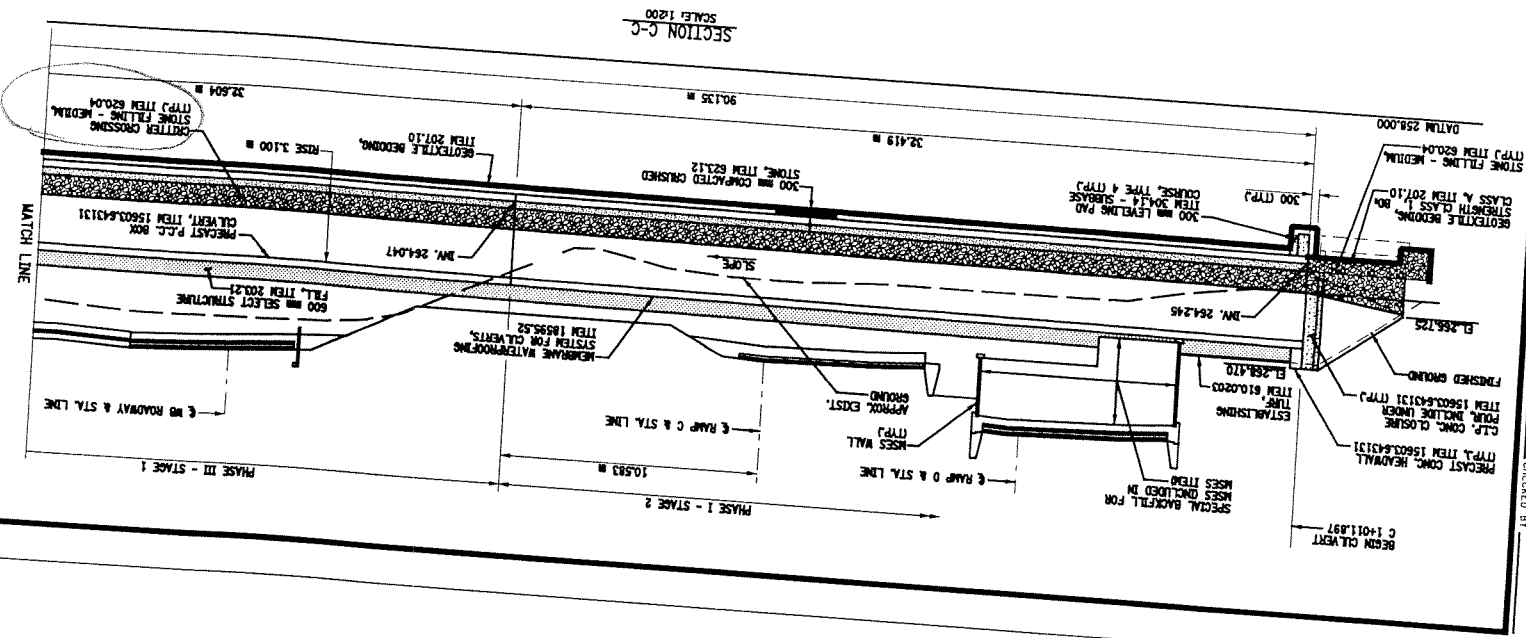 BEGIN CULVERT
C 1+011.897
PRECAST CONC. HEADWALL
(TYP.), ITEM 15603.643131
C.I.P. CONC. CLOSURE
POUR, INCLUDE UNDER
ITEM 15603.643131 (TYP.)
FINISHED GROUND
EL.266.725
GEOTEXTILE BEDDING,
STRENGTH CLASS 1, BD,
CLASS A, ITEM 207.10
STONE FILLING - MEDIUM,
(TYP.) ITEM 620.04
DATUM 258.000
SPECIAL BACKFILL FOR
MSES (INCLUDED IN
MSES ITEM)
ESTABLISHING
TURF,
ITEM 610.0203
EL.268.470
INV. 264.245
300 (TYP.)
300 mm LEVELING PAD
ITEM 304.14 - SUBBASE
COURSE, TYPE 4 (TYP.)
PHASE I - STAGE 2
℄ RAMP D & STA. LINE
10.583 m
℄ RAMP C & STA. LINE
MSES WALL
(TYP.)
APPROX. EXIST.
GROUND
SLOPE
MEMBRANE WATERPROOFING
SYSTEM FOR CULVERTS,
ITEM 18595.52
300 mm COMPACTED CRUSHED
STONE, ITEM 623.12
32.419 m
90.135 m
PHASE III - STAGE 1
℄ WB ROADWAY & STA. LINE
600 mm SELECT STRUCTURE
FILL, ITEM 203.21
INV. 264.047
PRECAST P.C. BOX
CULVERT, ITEM 15603.643131
RISE 3.100 m
GEOTEXTILE BEDDING,
ITEM 207.10
CRITTER CROSSING
STONE FILLING - MEDIUM,
(TYP.) ITEM 620.04
32.604 m
MATCH LINE
SECTION C-C
SCALE: 1:200
CHECKED BY